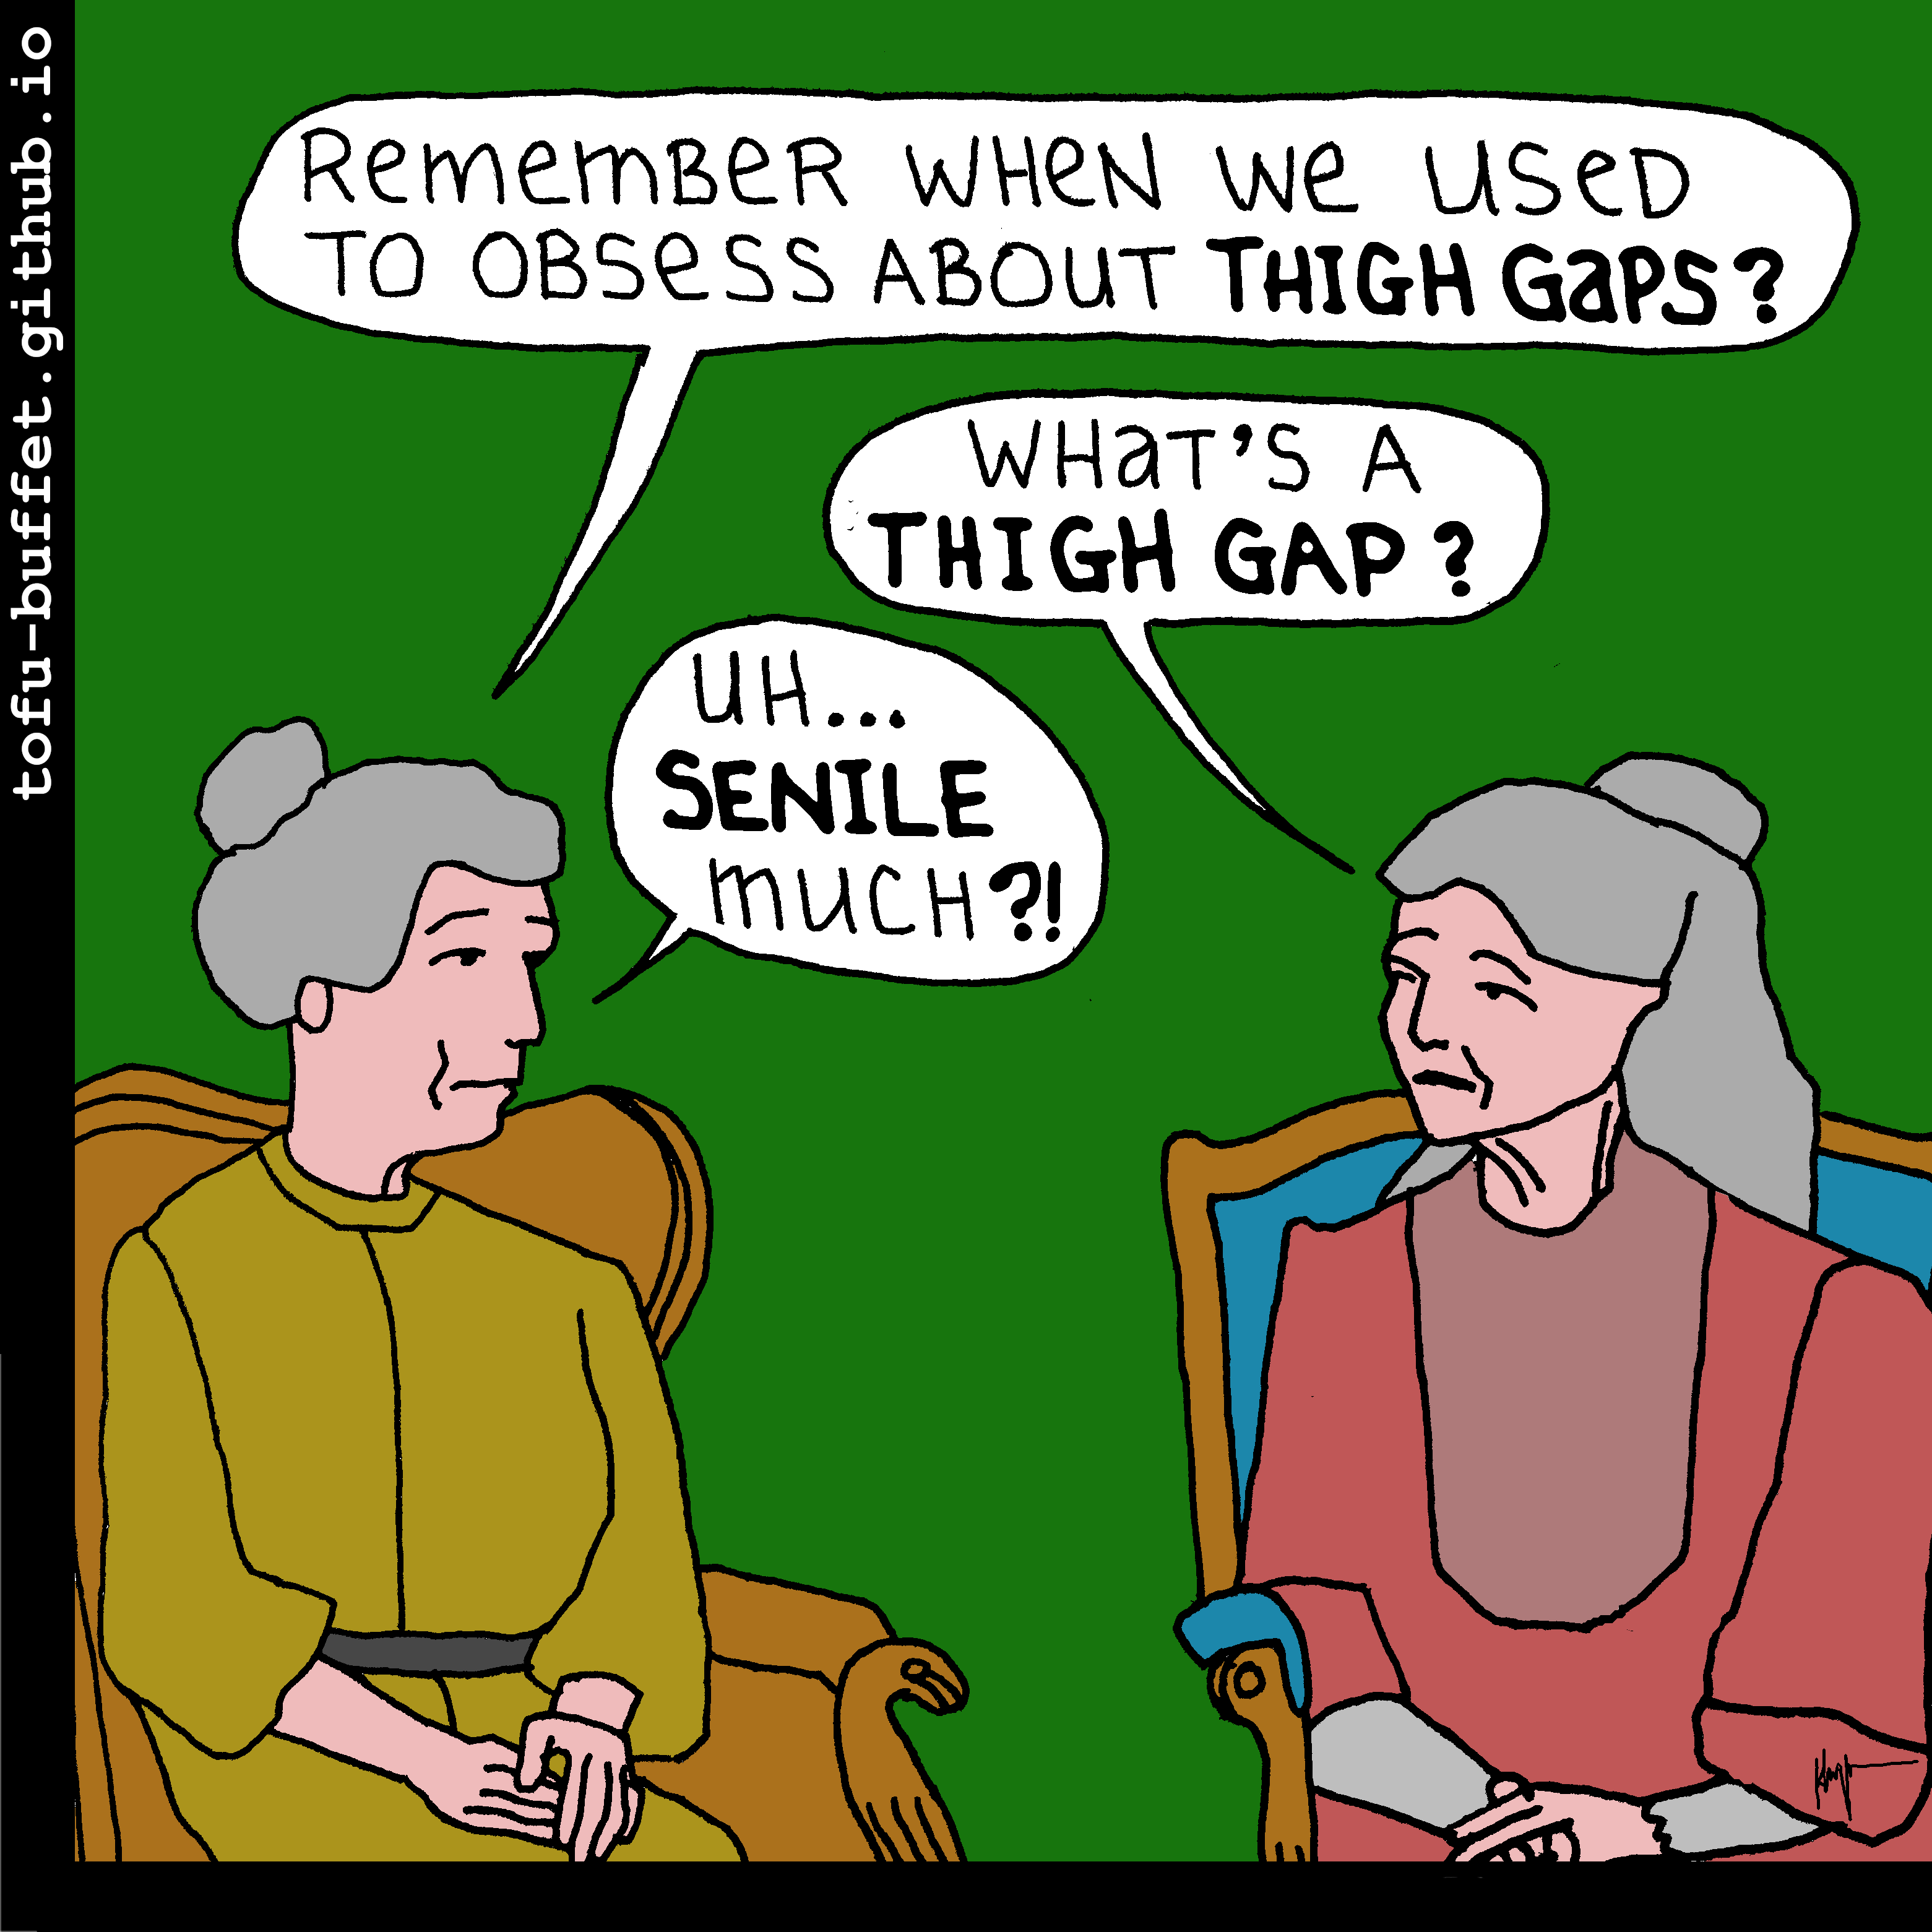 tofu-buffet.github.io
Remember when we used
to obsess about THIGH GaPS?
What's a
THIGH GAP?
UH...
SENILE
much?!